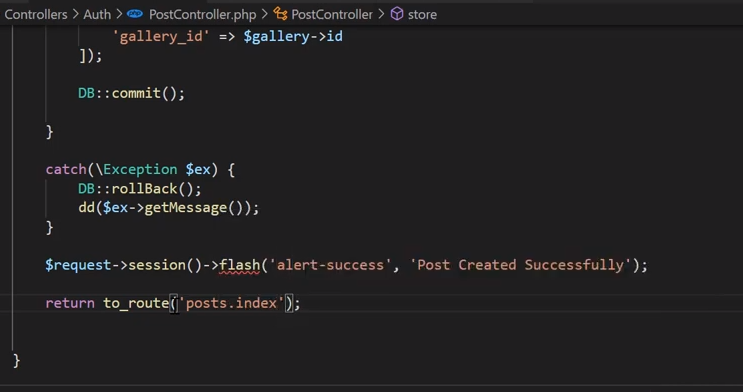 Controllers > Auth > php PostController.php > PostController > store
'gallery_id' => $gallery->id
]);
DB::commit();
}
catch(\Exception $ex) {
DB::rollBack();
dd($ex->getMessage());
}
$request->session()->flash('alert-success', 'Post Created Successfully');
return to_route('posts.index');
}